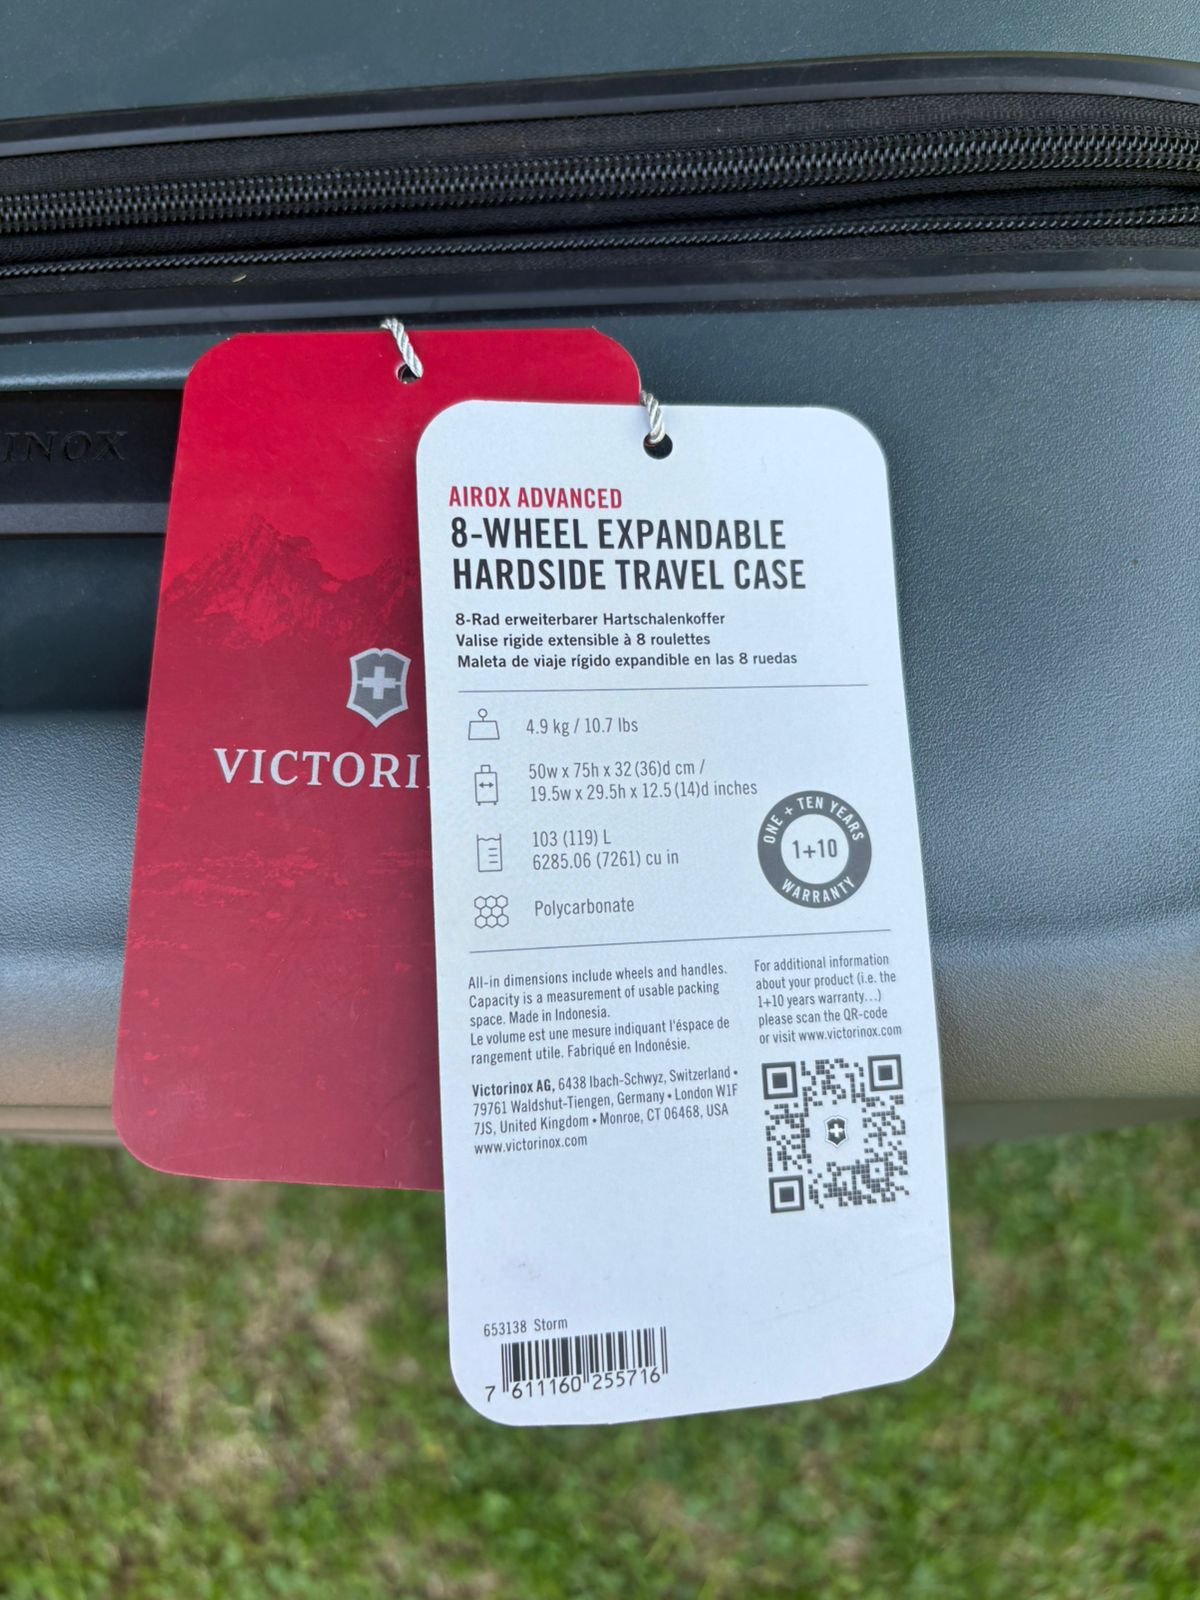 INOX
VICTORI
AIROX ADVANCED
8-WHEEL EXPANDABLE
HARDSIDE TRAVEL CASE
8-Rad erweiterbarer Hartschalenkoffer
Valise rigide extensible à 8 roulettes
Maleta de viaje rígido expandible en las 8 ruedas
4.9 kg / 10.7 lbs
50w x 75h x 32 (36)d cm /
19.5w x 29.5h x 12.5 (14)d inches
103 (119) L
6285.06 (7261) cu in
Polycarbonate
ONE + TEN YEARS
1+10
WARRANTY
All-in dimensions include wheels and handles.
Capacity is a measurement of usable packing
space. Made in Indonesia.
Le volume est une mesure indiquant l'éspace de
rangement utile. Fabriqué en Indonésie.
Victorinox AG, 6438 Ibach-Schwyz, Switzerland •
79761 Waldshut-Tiengen, Germany • London W1F
7JS, United Kingdom • Monroe, CT 06468, USA
www.victorinox.com
For additional information
about your product (i.e. the
1+10 years warranty...)
please scan the QR-code
or visit www.victorinox.com
653138 Storm
7 611160 255716